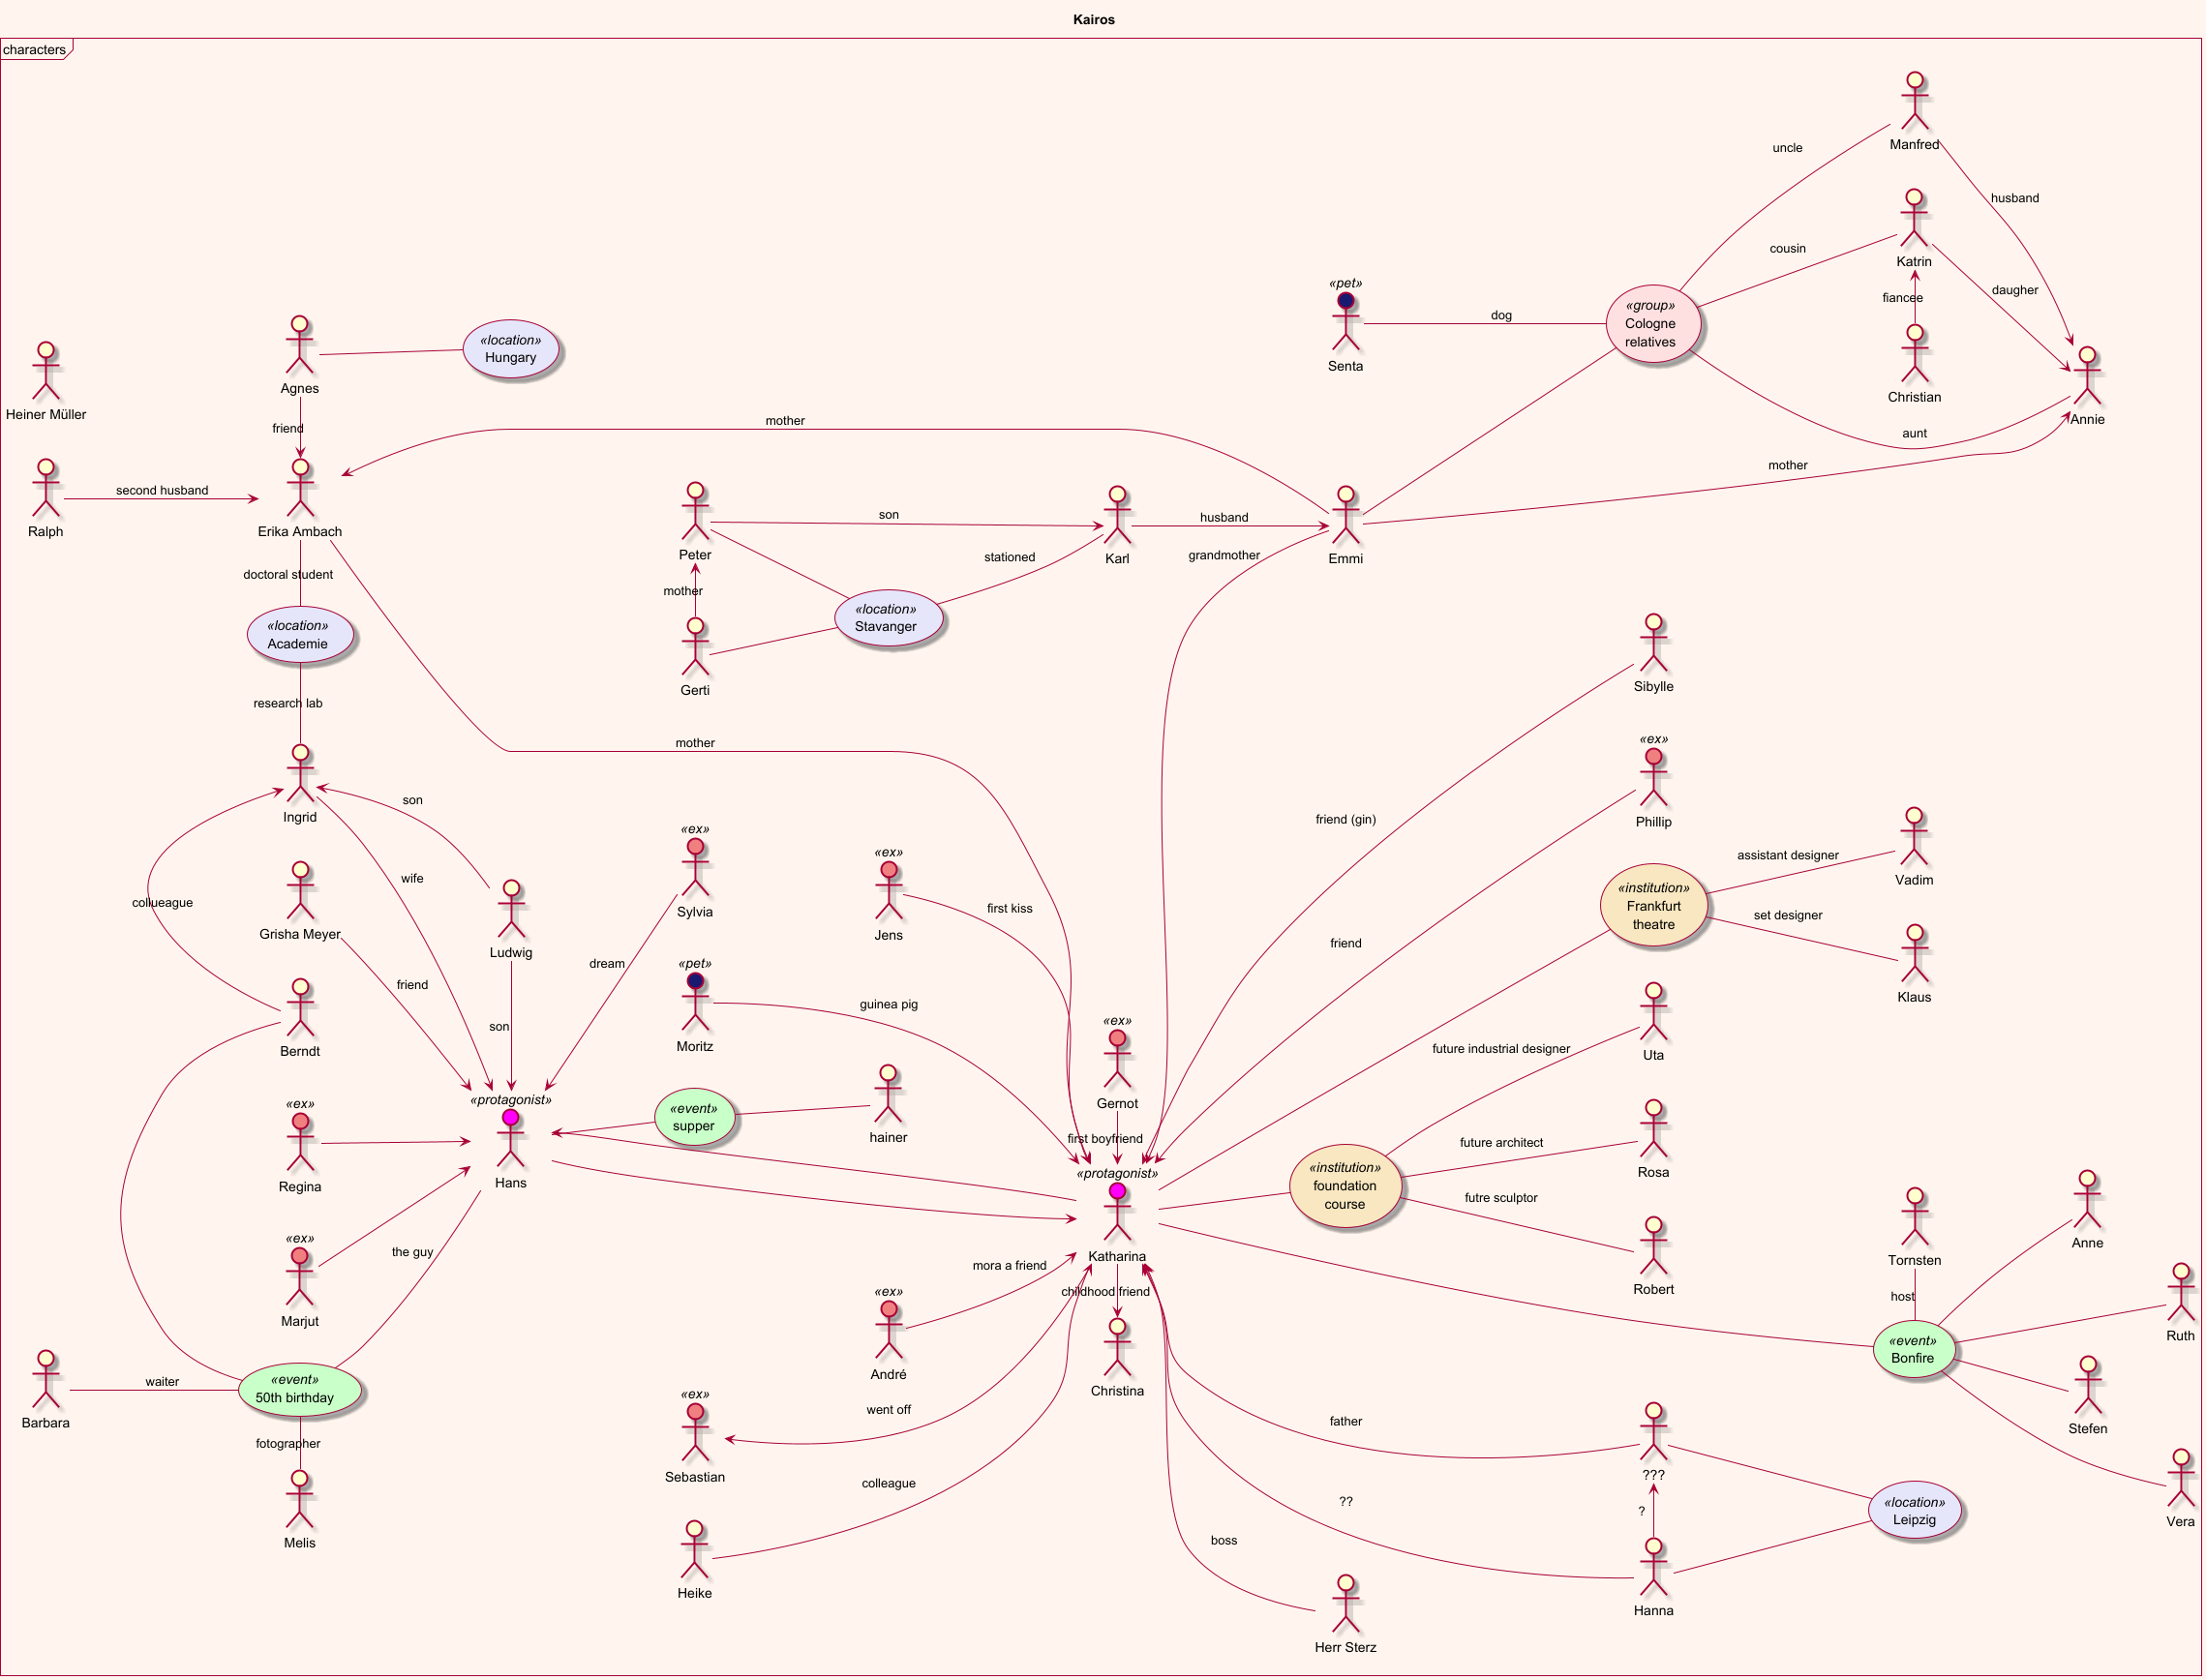 Kairos
characters
Manfred
uncle
husband
Katrin
cousin
daugher
fiancee
Christian
Annie
aunt
mother
«pet»
Senta
dog
«group»
Cologne
relatives
Heiner Müller
Agnes
«location»
Hungary
friend
mother
Ralph
second husband
Erika Ambach
Peter
son
Karl
husband
Emmi
stationed
grandmother
doctoral student
mother
«location»
Stavanger
Gerti
«location»
Academie
research lab
mother
Sibylle
«ex»
Phillip
friend (gin)
friend
Ingrid
son
wife
collueague
Grisha Meyer
friend
Ludwig
son
«ex»
Sylvia
dream
«ex»
Jens
first kiss
«pet»
Moritz
guinea pig
Berndt
«institution»
Frankfurt
theatre
assistant designer
Vadim
set designer
Klaus
«ex»
Gernot
first boyfriend
Uta
future industrial designer
hainer
«event»
supper
«protagonist»
Hans
«ex»
Regina
«ex»
Marjut
the guy
«protagonist»
Katharina
«institution»
foundation
course
future architect
Rosa
futre sculptor
Robert
Tornsten
host
«event»
Bonfire
Anne
Ruth
Stefen
Vera
mora a friend
«ex»
André
childhood friend
Christina
Barbara
waiter
«event»
50th birthday
fotographer
Melis
«ex»
Sebastian
went off
Heike
colleague
father
???
??
?
Hanna
«location»
Leipzig
boss
Herr Sterz